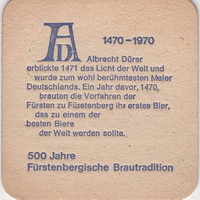 AD
1470-1970
Albrecht Dürer
erblickte 1471 das Licht der Welt und
wurde zum wohl berühmtesten Maler
Deutschlands. Ein Jahr davor, 1470,
brauten die Vorfahren der
Fürsten zu Fürstenberg ihr erstes Bier,
das zu einem der
besten Biere
der Welt werden sollte.
500 Jahre
Fürstenbergische Brautradition